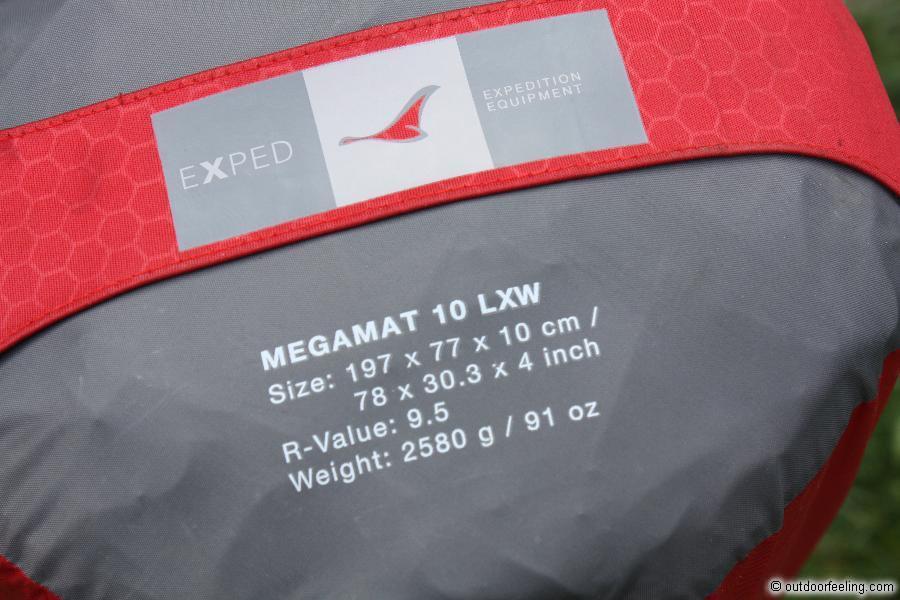 EXPED
EXPEDITION
EQUIPMENT
MEGAMAT 10 LXW
Size: 197 x 77 x 10 cm /
78 x 30.3 x 4 inch
R-Value: 9.5
Weight: 2580 g / 91 oz
© outdoorfeeling.com